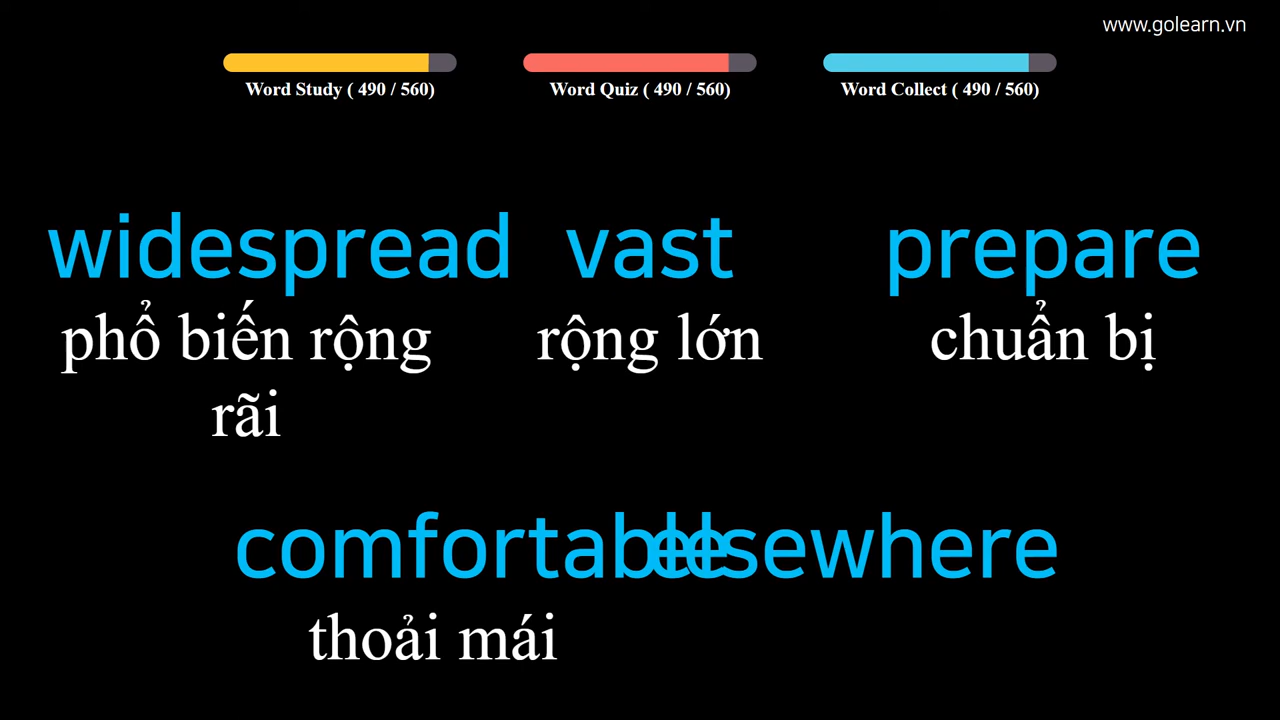 www.golearn.vn
Word Study ( 490 / 560)
Word Quiz ( 490 / 560)
Word Collect ( 490 / 560)
widespread
vast
prepare
phổ biến rộng
rãi
rộng lớn
chuẩn bị
comfortable
elsewhere
thoải mái